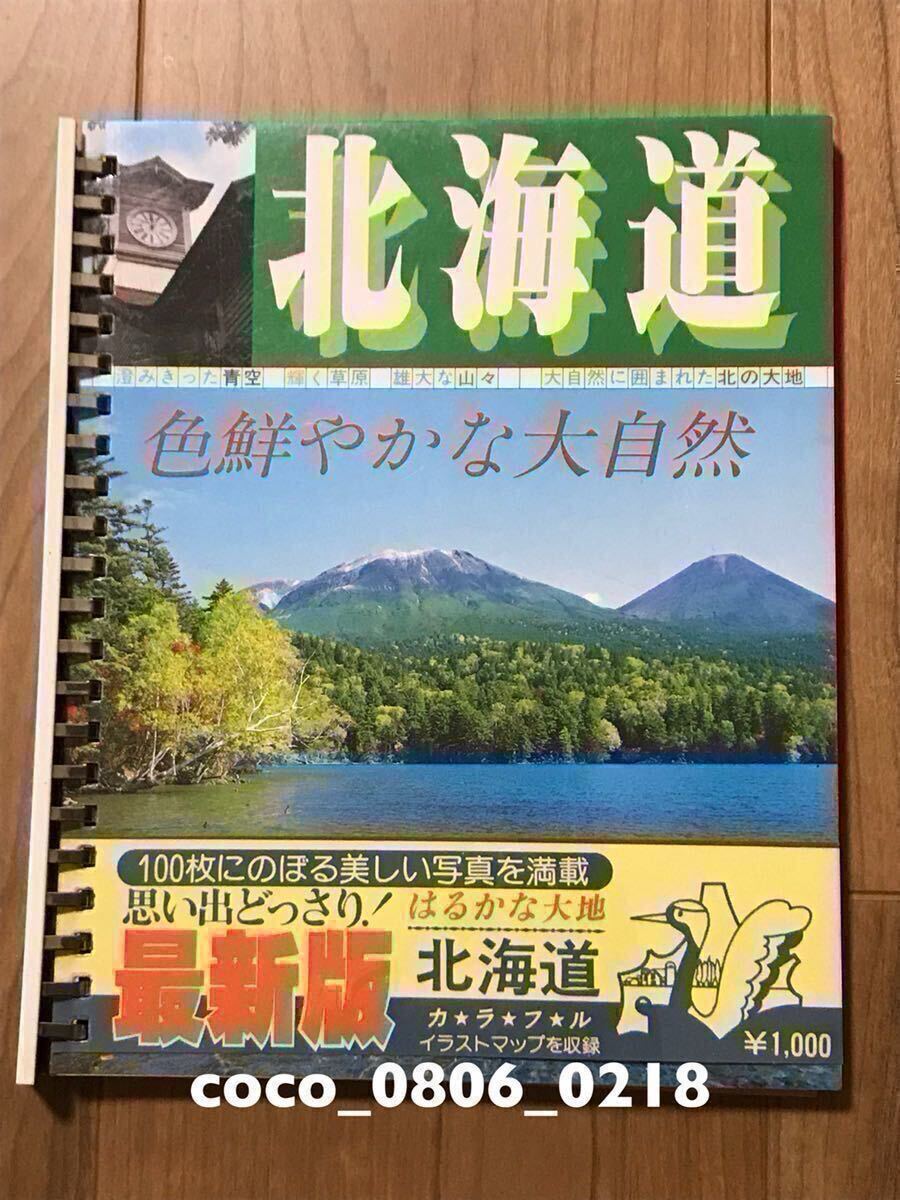 北海道
澄みきった青空 輝く草原 雄大な山々 大自然に囲まれた北の大地
色鮮やかな大自然
100枚にのぼる美しい写真を満載
思い出どっさり!
はるかな大地
最新版
北海道
カ★ラ★フ★ル
イラストマップを収録
¥1,000
coco_0806_0218